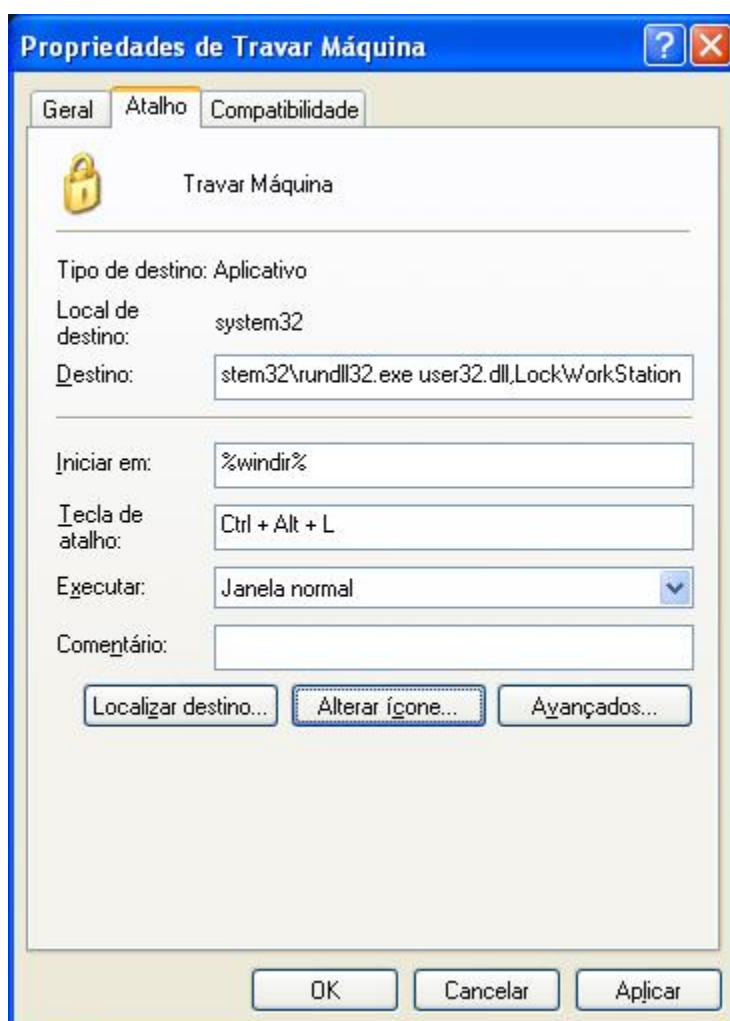 Propriedades de Travar Máquina
Geral Atalho Compatibilidade
Travar Máquina
Tipo de destino: Aplicativo
Local de destino: system32
Destino: stem32\rundll32.exe user32.dll,LockWorkStation
Iniciar em: %windir%
Tecla de atalho: Ctrl + Alt + L
Executar: Janela normal
Comentário:
Localizar destino... Alterar ícone... Avançados...
OK Cancelar Aplicar